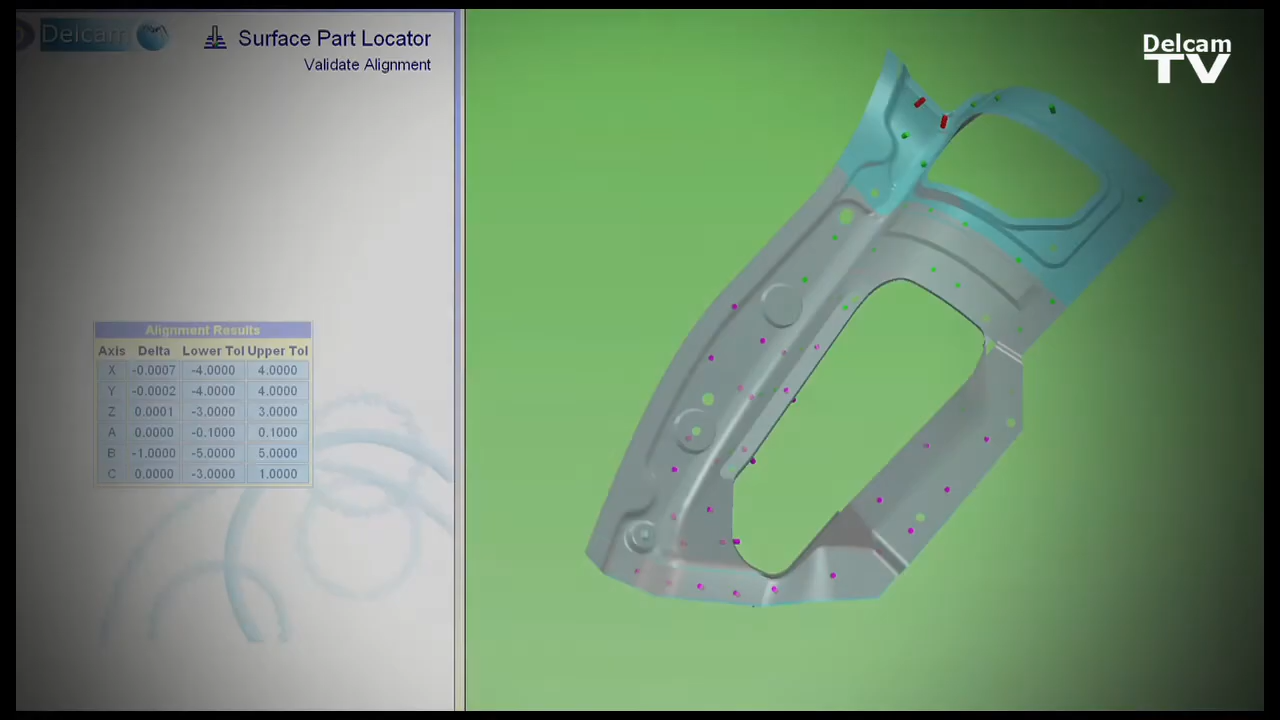 Delcam
Surface Part Locator
Validate Alignment
Delcam
TV
Alignment Results
Axis Delta Lower Tol Upper Tol
X -0.0007 -4.0000 4.0000
Y -0.0002 -4.0000 4.0000
Z 0.0001 -3.0000 3.0000
A 0.0000 -0.1000 0.1000
B -1.0000 -5.0000 5.0000
C 0.0000 -3.0000 1.0000